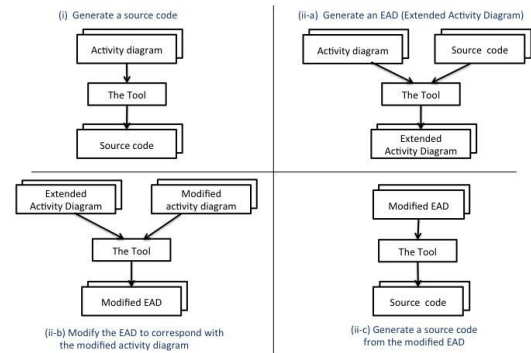 (i) Generate a source code
Activity diagram
The Tool
Source code
(ii-a) Generate an EAD (Extended Activity Diagram)
Activity diagram
Source code
The Tool
Extended
Activity Diagram
Extended
Activity Diagram
Modified
activity diagram
The Tool
Modified EAD
(ii-b) Modify the EAD to correspond with
the modified activity diagram
Modified EAD
The Tool
Source code
(ii-c) Generate a source code
from the modified EAD